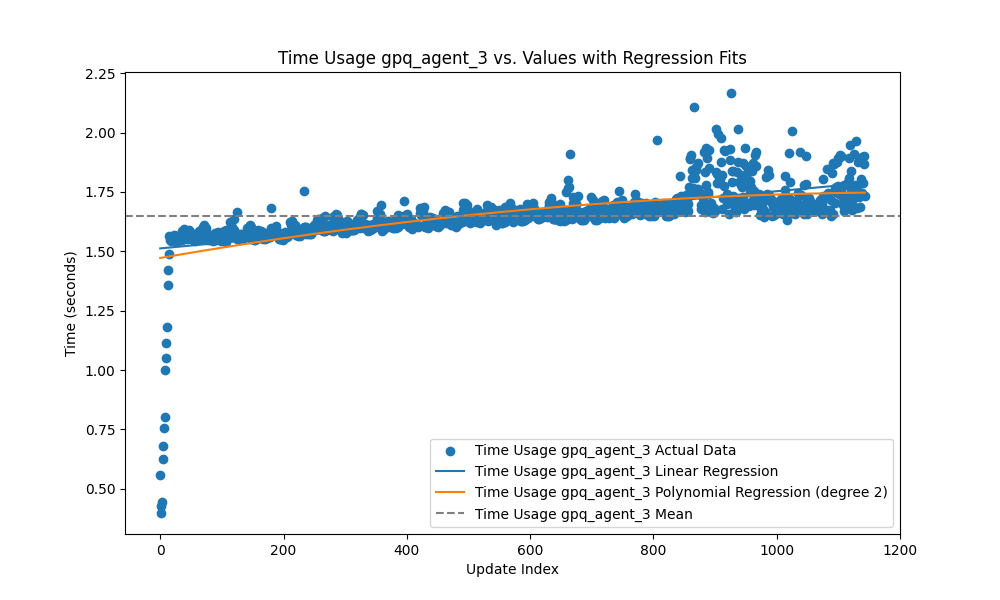 Time Usage gpq_agent_3 vs. Values with Regression Fits
2.25
2.00
1.75
1.50
1.25
1.00
0.75
0.50
Time (seconds)
0
200
400
600
800
1000
1200
Update Index
Time Usage gpq_agent_3 Actual Data
Time Usage gpq_agent_3 Linear Regression
Time Usage gpq_agent_3 Polynomial Regression (degree 2)
Time Usage gpq_agent_3 Mean